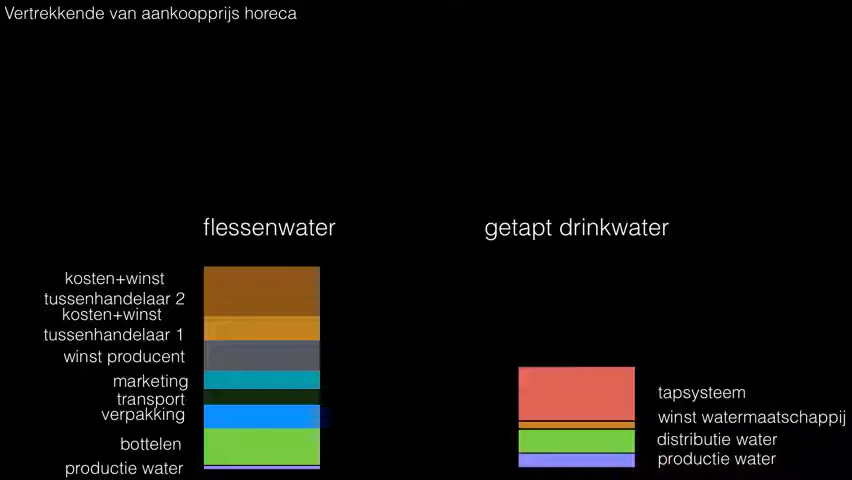 Vertrekkende van aankoopprijs horeca
flessenwater
getapt drinkwater
kosten+winst
tussenhandelaar 2
kosten+winst
tussenhandelaar 1
winst producent
marketing
transport
verpakking
bottelen
productie water
tapsysteem
winst watermaatschappij
distributie water
productie water